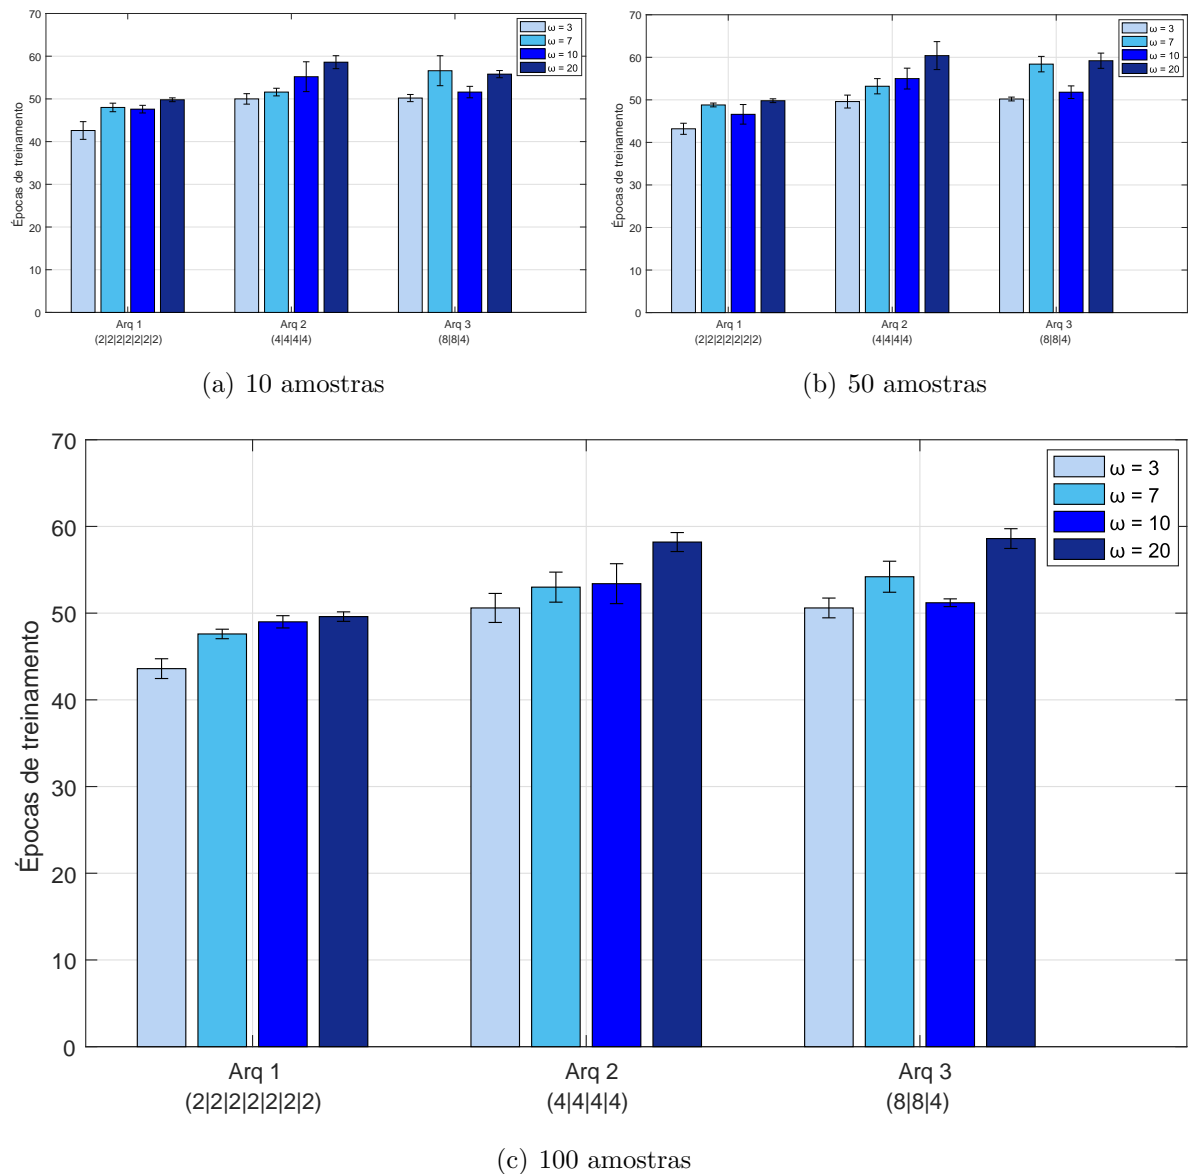 70
60
50
40
30
20
10
0
Épocas de treinamento
ω = 3
ω = 7
ω = 10
ω = 20
Arq 1
(2|2|2|2|2|2|2)
Arq 2
(4|4|4|4)
Arq 3
(8|8|4)
(a) 10 amostras
70
60
50
40
30
20
10
0
Épocas de treinamento
ω = 3
ω = 7
ω = 10
ω = 20
Arq 1
(2|2|2|2|2|2|2)
Arq 2
(4|4|4|4)
Arq 3
(8|8|4)
(b) 50 amostras
70
60
50
40
30
20
10
0
Épocas de treinamento
ω = 3
ω = 7
ω = 10
ω = 20
Arq 1
(2|2|2|2|2|2|2)
Arq 2
(4|4|4|4)
Arq 3
(8|8|4)
(c) 100 amostras